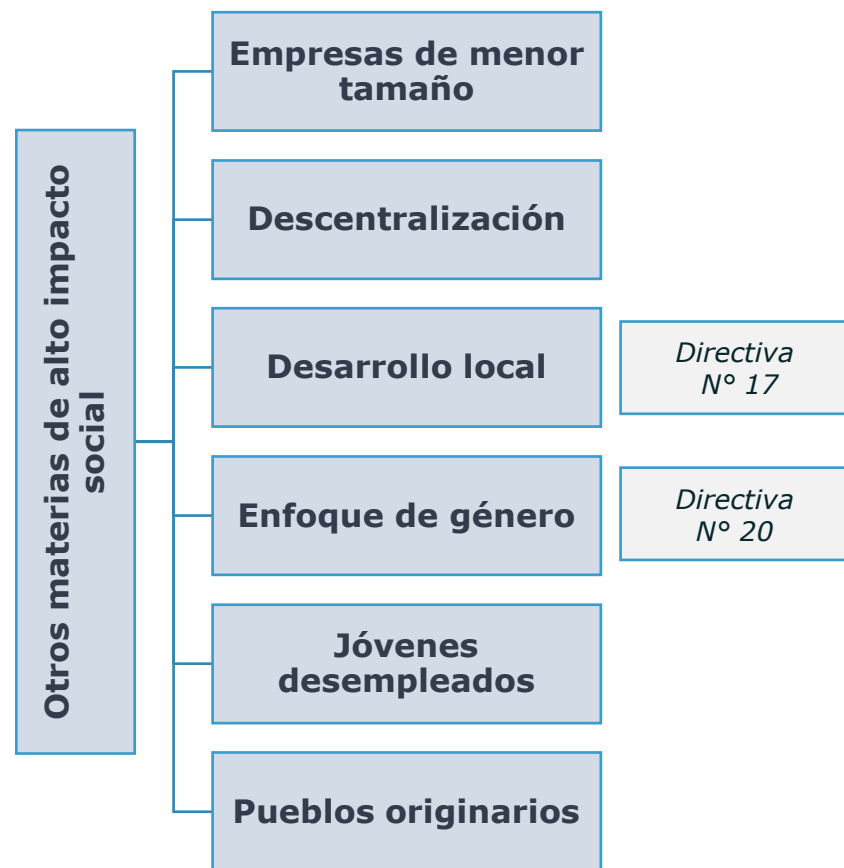 Otros materias de alto impacto
social
Empresas de menor
tamaño
Descentralización
Desarrollo local
Directiva
N° 17
Enfoque de género
Directiva
N° 20
Jóvenes
desempleados
Pueblos originarios